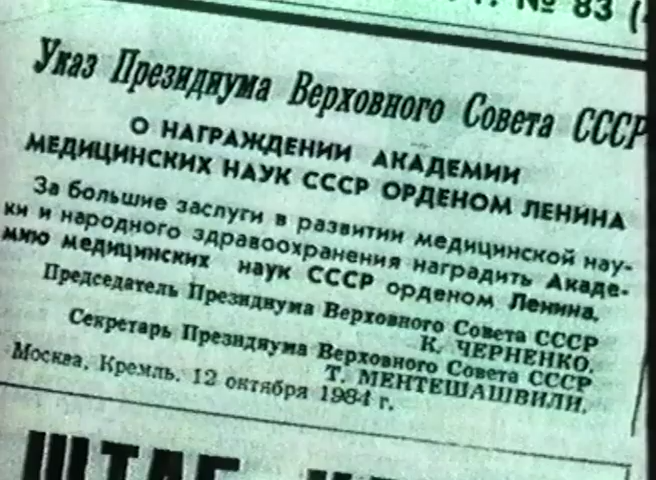 № 83 (
Указ Президиума Верховного Совета СССР
О НАГРАЖДЕНИИ АКАДЕМИИ
МЕДИЦИНСКИХ НАУК СССР ОРДЕНОМ ЛЕНИНА
За большие заслуги в развитии медицинской нау-
ки и народного здравоохранения наградить Акаде-
мию медицинских наук СССР орденом Ленина.
Председатель Президиума Верховного Совета СССР
К. ЧЕРНЕНКО.
Секретарь Президиума Верховного Совета СССР
Т. МЕНТЕШАШВИЛИ.
Москва, Кремль. 12 октября 1984 г.
ШТАБ